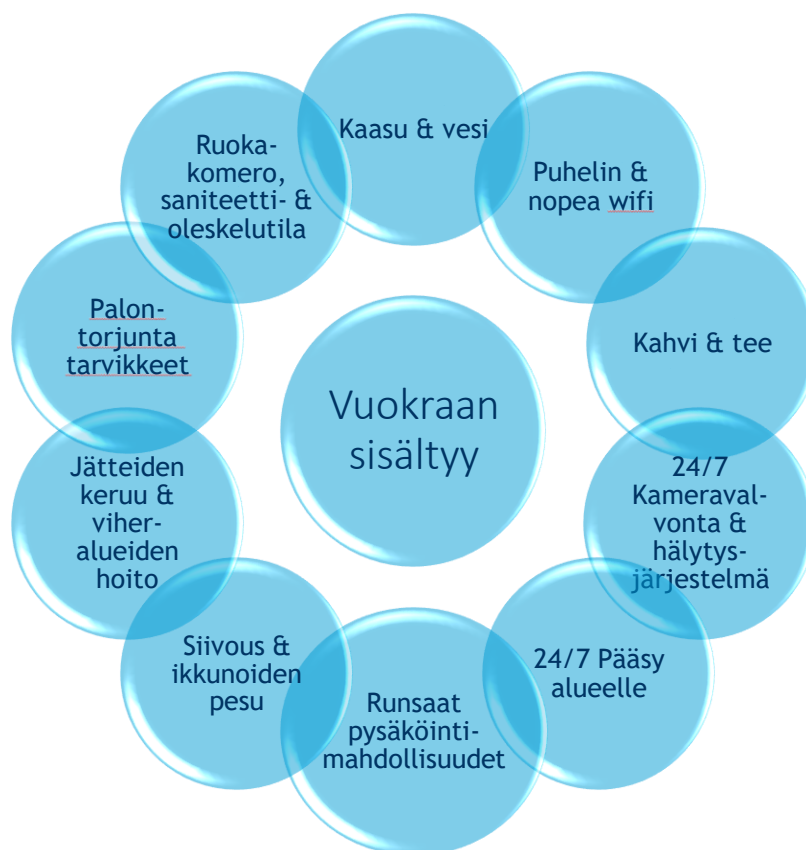 Kaasu & vesi
Puhelin &
nopea wifi
Kahvi & tee
24/7
Kameraval-
vonta &
hälytys-
järjestelmä
24/7 Pääsy
alueelle
Runsaat
pysäköinti-
mahdollisuudet
Siivous &
ikkunoiden
pesu
Jätteiden
keruu &
viher-
alueiden
hoito
Palon-
torjunta
tarvikkeet
Ruoka-
komero,
saniteetti- &
oleskelutila
Vuokraan
sisältyy